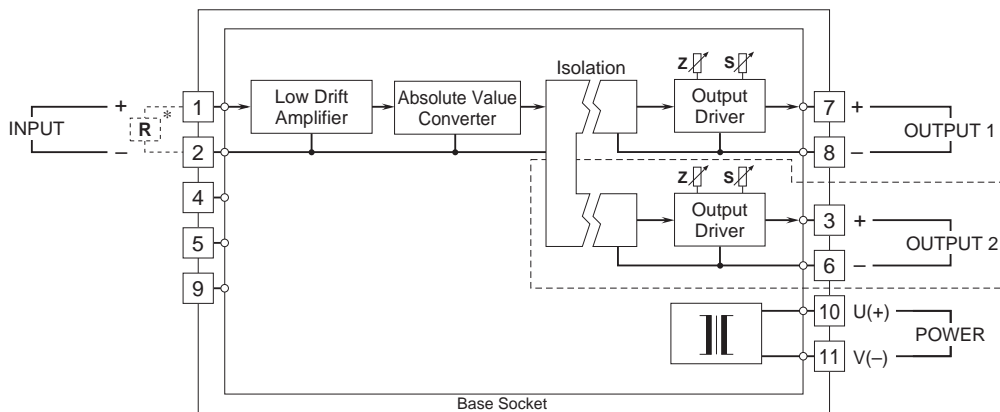 INPUT
+
R
*
–
1
2
4
5
9
Low Drift
Amplifier
Absolute Value
Converter
Isolation
Z
S
Output
Driver
Z
S
Output
Driver
7
+
8
–
OUTPUT 1
3
+
6
–
OUTPUT 2
10
U(+)
11
V(–)
POWER
Base Socket